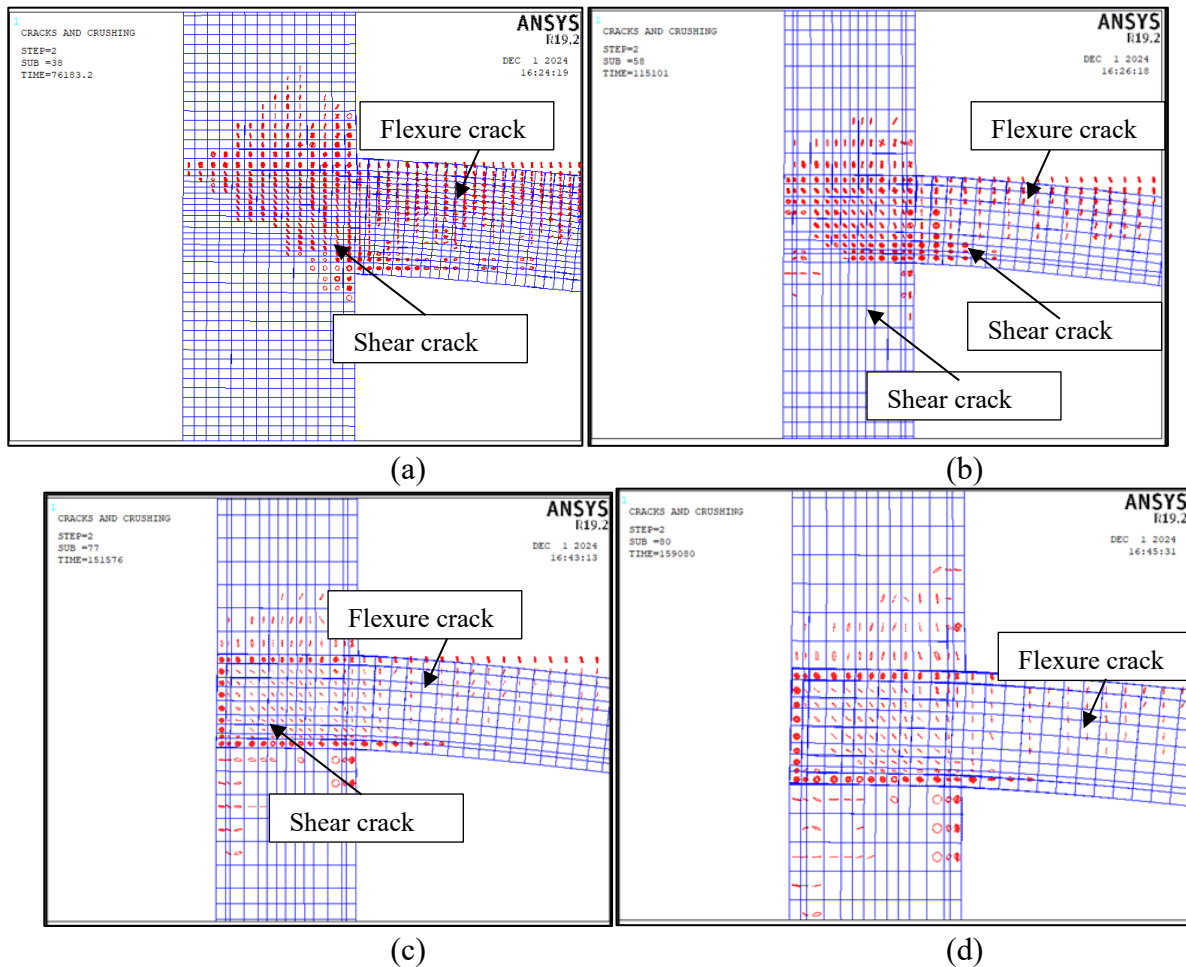 1
CRACKS AND CRUSHING
STEP=2
SUB =38
TIME=76183.2
ANSYS
R19.2
DEC 1 2024
16:24:19
Flexure crack
Shear crack
(a)
1
CRACKS AND CRUSHING
STEP=2
SUB =58
TIME=115101
ANSYS
R19.2
DEC 1 2024
16:26:18
Flexure crack
Shear crack
Shear crack
(b)
1
CRACKS AND CRUSHING
STEP=2
SUB =77
TIME=151576
ANSYS
R19.2
DEC 1 2024
16:43:13
Flexure crack
Shear crack
(c)
1
CRACKS AND CRUSHING
STEP=2
SUB =80
TIME=159080
ANSYS
R19.2
DEC 1 2024
16:45:31
Flexure crack
(d)